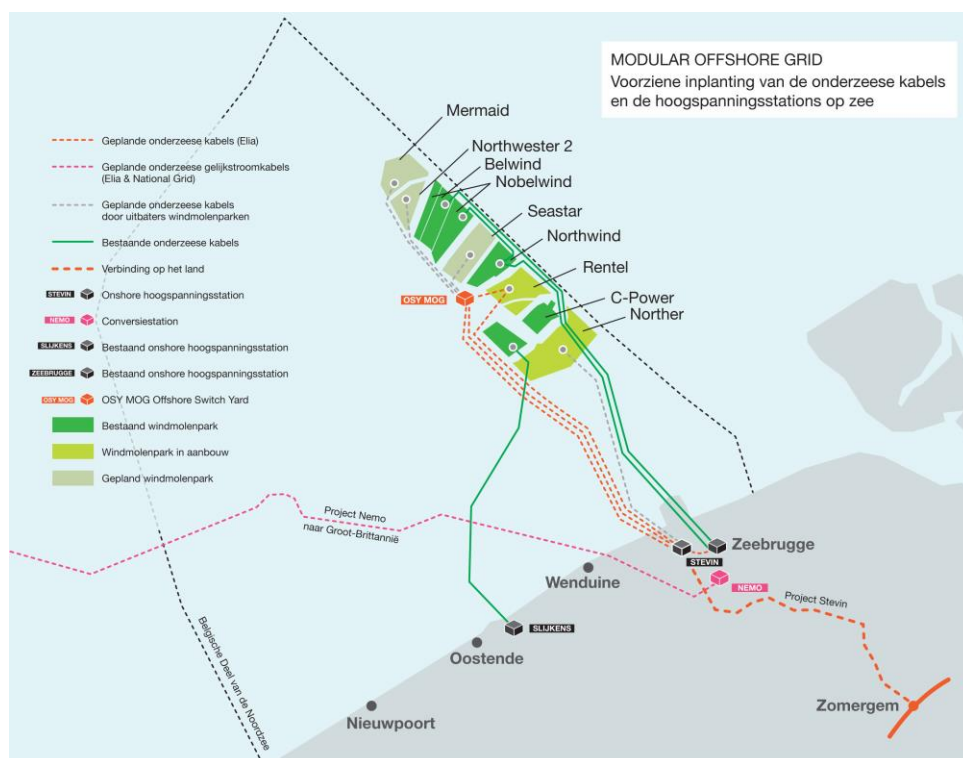 MODULAR OFFSHORE GRID
Voorziene inplanting van de onderzeese kabels
en de hoogspanningsstations op zee
Mermaid
Northwester 2
Belwind
Nobelwind
Seastar
Northwind
Rentel
C-Power
Norther
OSY MOG
Geplande onderzeese kabels (Elia)
Geplande onderzeese gelijkstroomkabels
(Elia & National Grid)
Geplande onderzeese kabels
door uitbaters windmolenparken
Bestaande onderzeese kabels
Verbinding op het land
STEVIN Onshore hoogspanningsstation
NEMO Conversiestation
SLIJKENS Bestaand onshore hoogspanningsstation
ZEEBRUGGE Bestaand onshore hoogspanningsstation
OSY MOG OSY MOG Offshore Switch Yard
Bestaand windmolenpark
Windmolenpark in aanbouw
Gepland windmolenpark
Project Nemo
naar Groot-Brittannië
Zeebrugge
STEVIN
Wenduine
NEMO
Project Stevin
SLIJKENS
Oostende
Belgische Deel van de Noordzee
Nieuwpoort
Zomergem